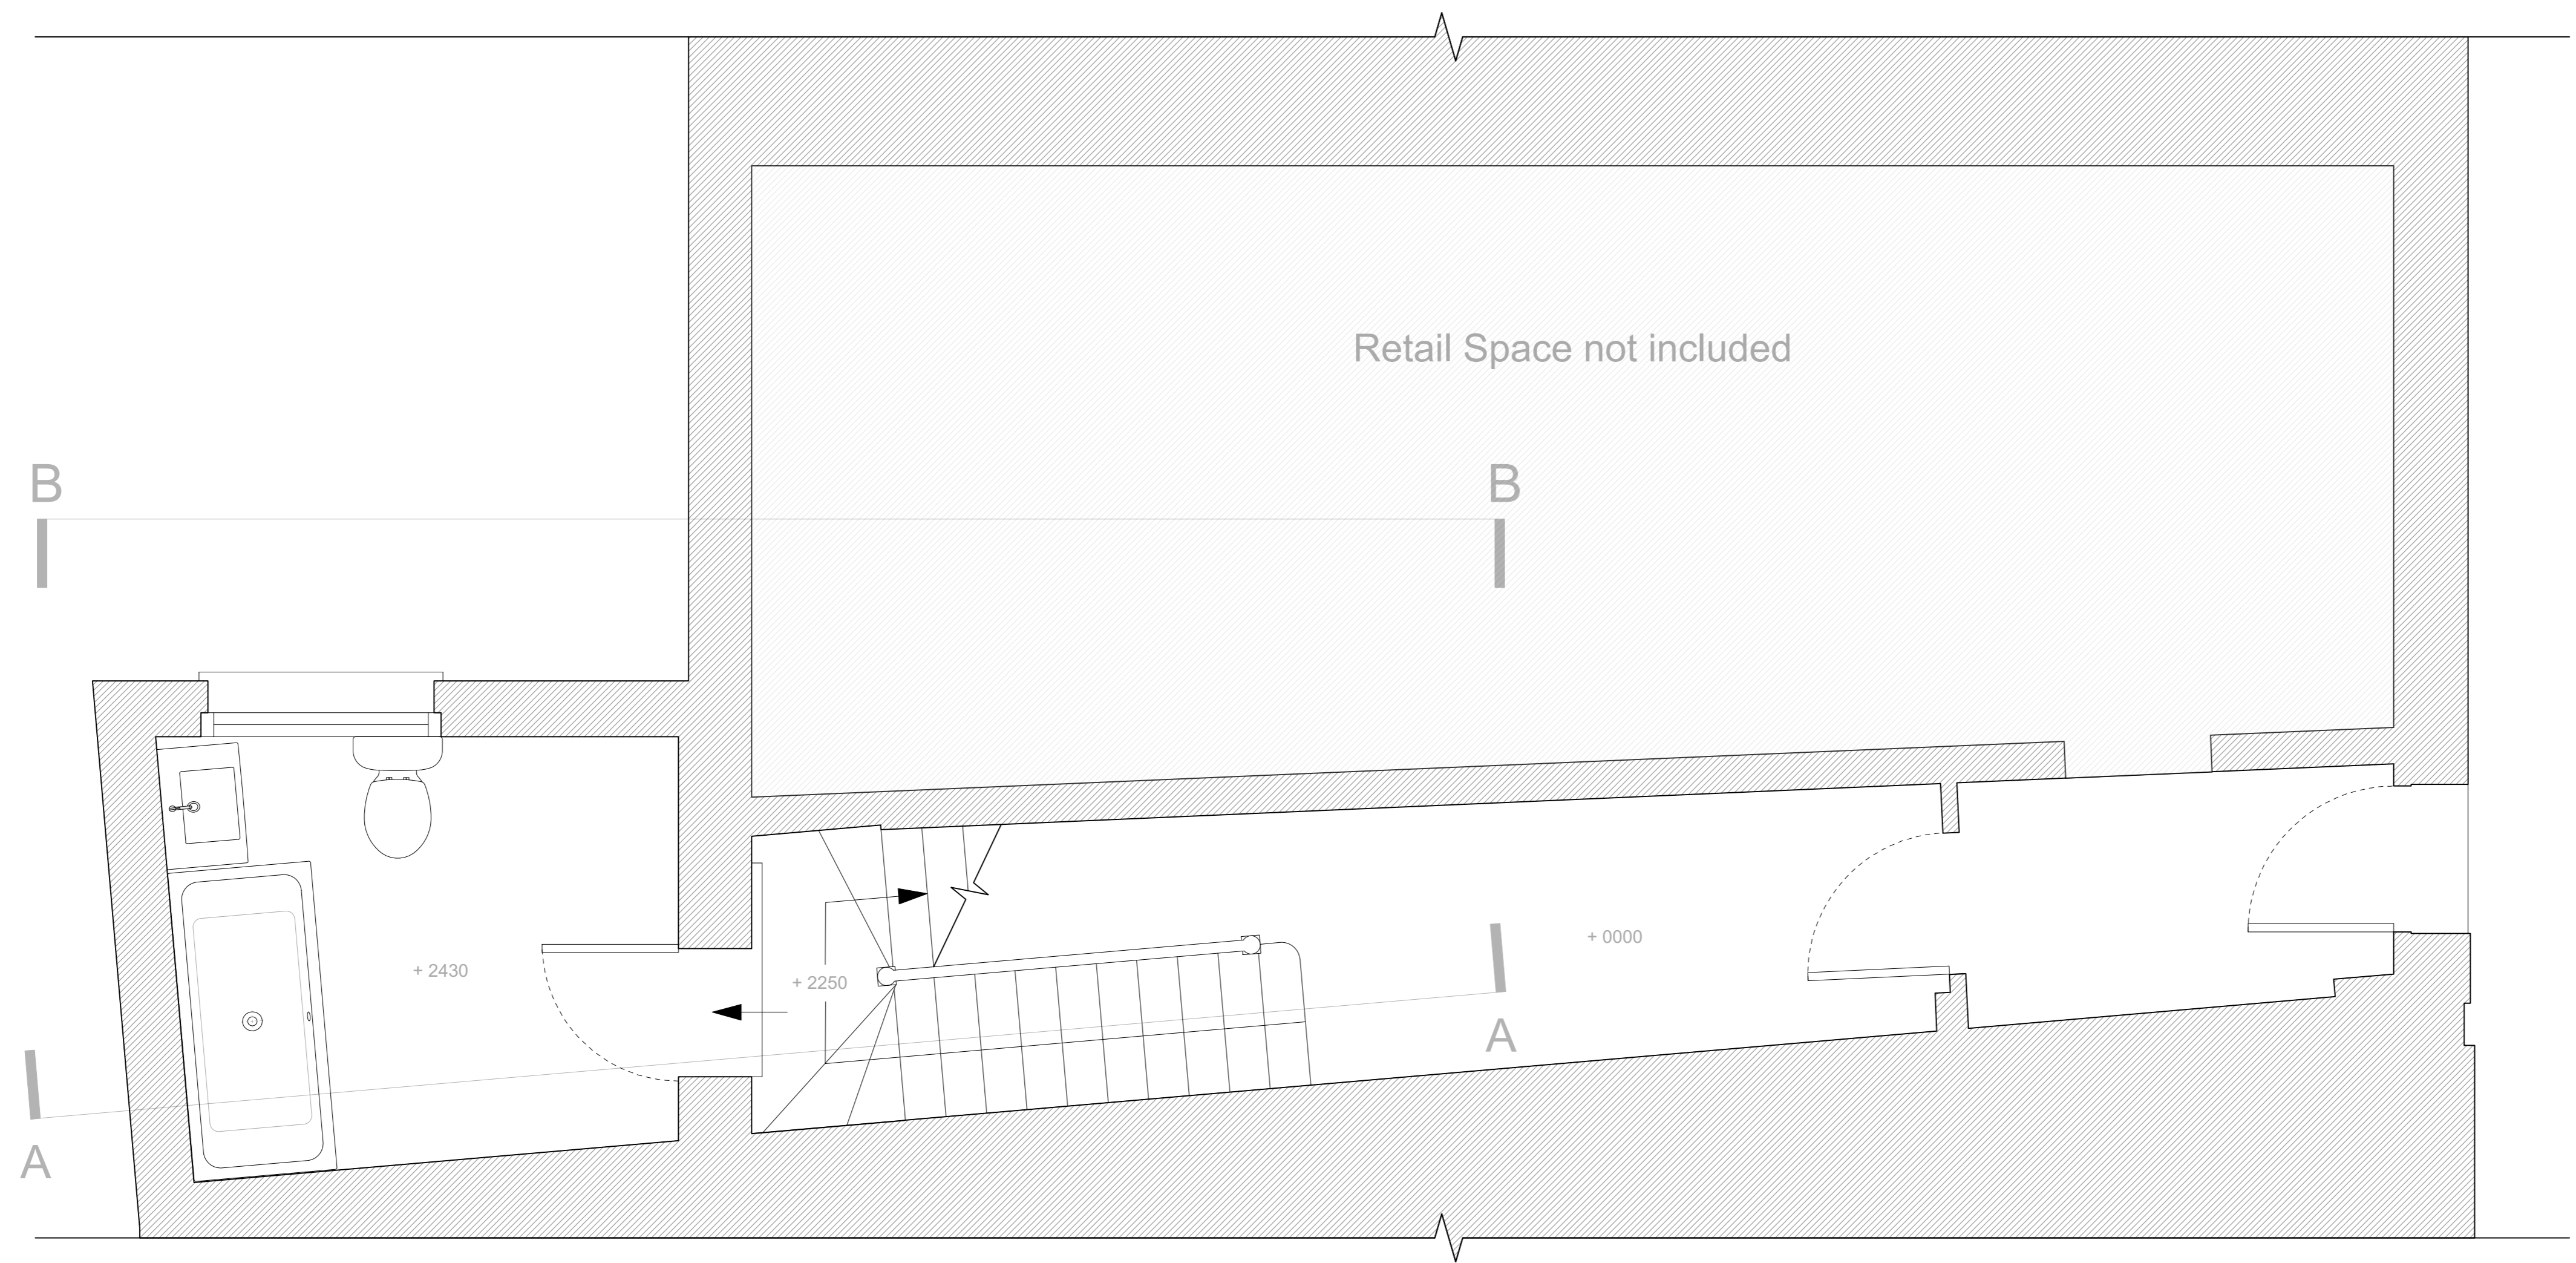 Retail Space not included
B
B
+ 0000
+ 2430
+ 2250
A
A